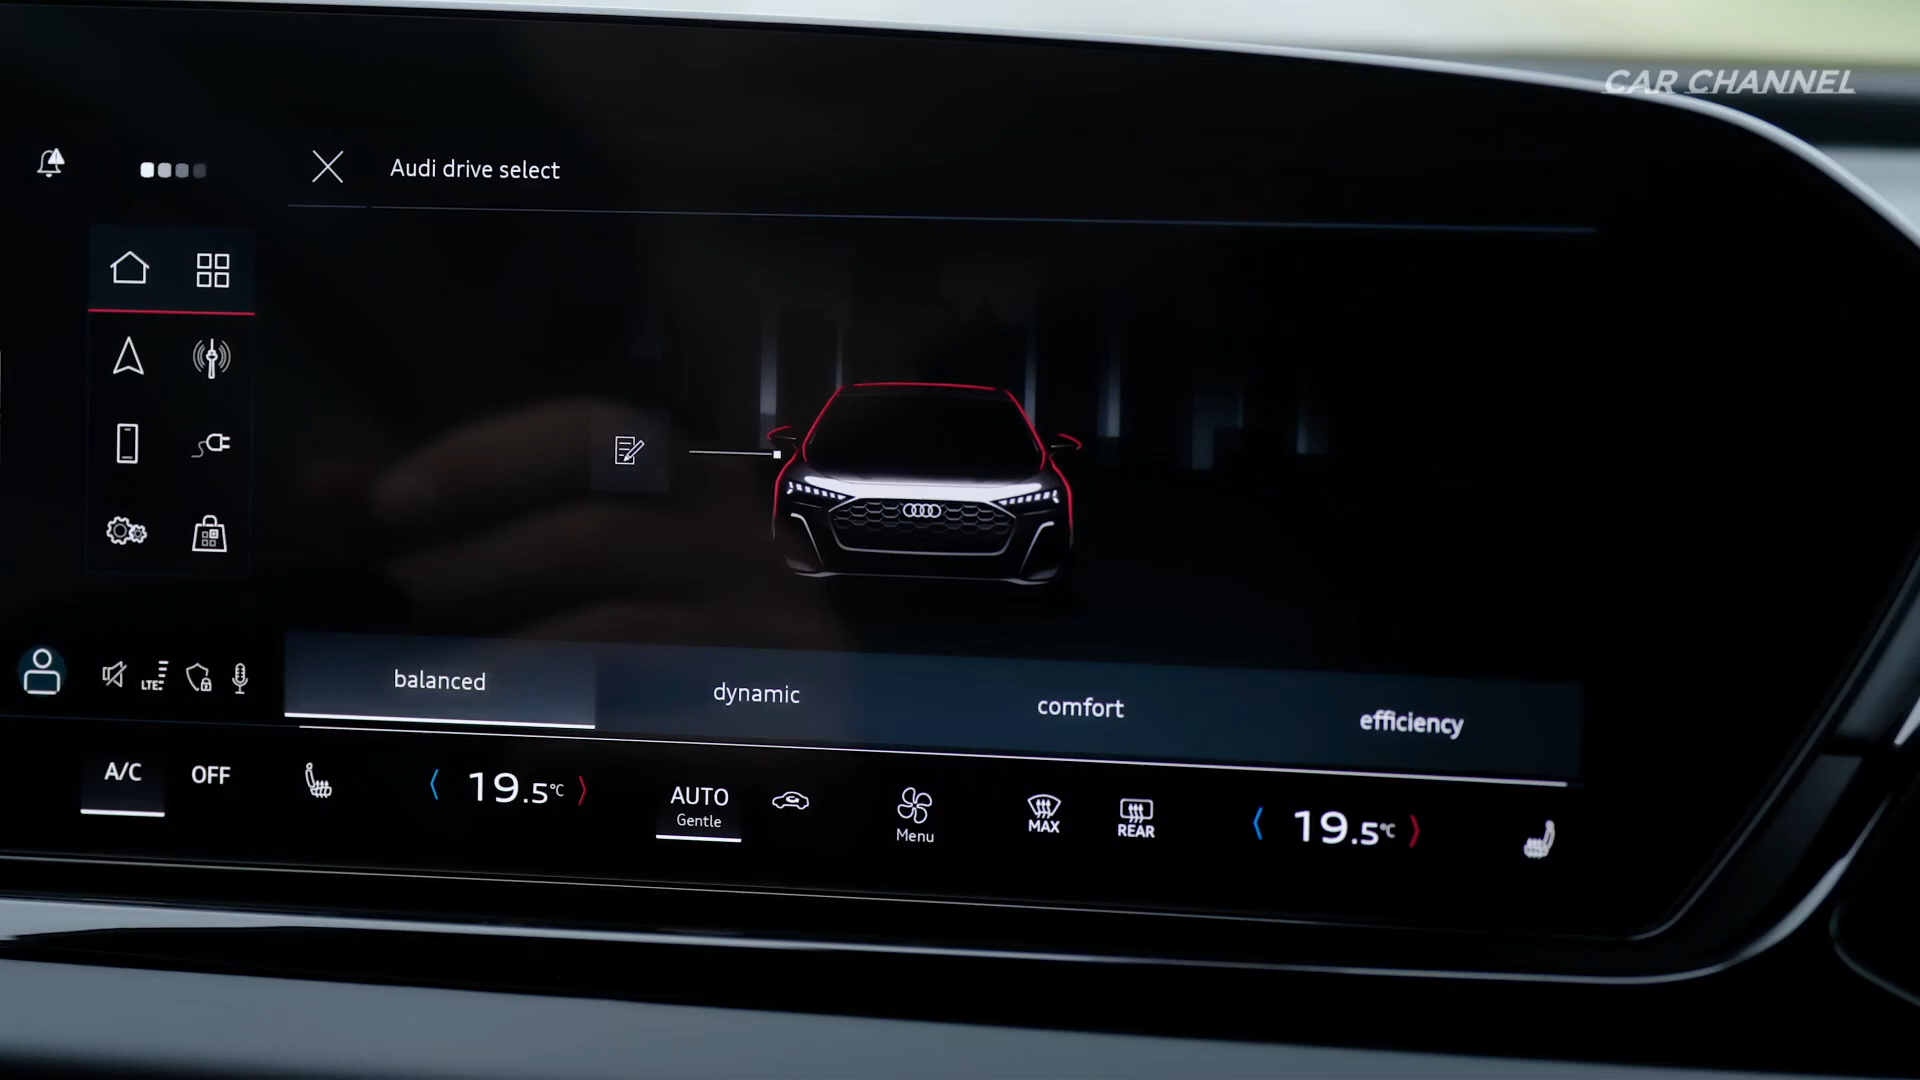 CAR CHANNEL
Audi drive select
LTE
balanced
dynamic
comfort
efficiency
A/C
OFF
19.5°C
AUTO
Gentle
Menu
MAX
REAR
19.5°C